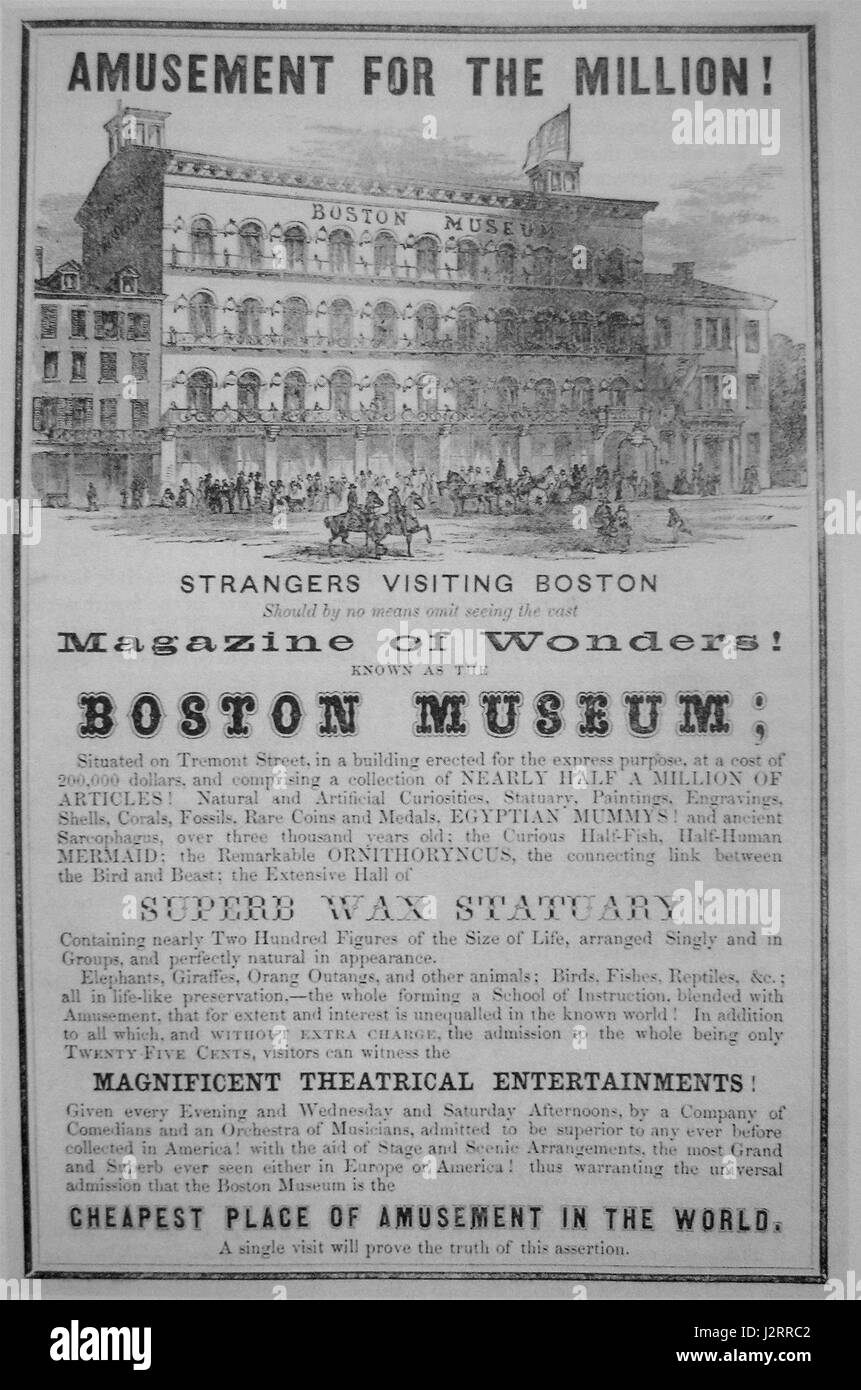 AMUSEMENT FOR THE MILLION!
BOSTON MUSEUM
STRANGERS VISITING BOSTON
Should by no means omit seeing the vast
Magazine of Wonders!
KNOWN AS THE
BOSTON MUSEUM;
Situated on Tremont Street, in a building erected for the express purpose, at a cost of
200,000 dollars, and comprising a collection of NEARLY HALF A MILLION OF
ARTICLES! Natural and Artificial Curiosities, Statuary, Paintings, Engravings,
Shells, Corals, Fossils, Rare Coins and Medals, EGYPTIAN MUMMYS! and ancient
Sarcophagus, over three thousand years old; the Curious Half-Fish, Half-Human
MERMAID; the Remarkable ORNITHORYNCUS, the connecting link between
the Bird and Beast; the Extensive Hall of
SUPERB WAX STATUARY!
Containing nearly Two Hundred Figures of the Size of Life, arranged Singly and in
Groups, and perfectly natural in appearance.
Elephants, Giraffes, Orang Outangs, and other animals; Birds, Fishes, Reptiles, &c.;
all in life-like preservation,—the whole forming a School of Instruction, blended with
Amusement, that for extent and interest is unequalled in the known world! In addition
to all which, and WITHOUT EXTRA CHARGE, the admission to the whole being only
TWENTY-FIVE CENTS, visitors can witness the
MAGNIFICENT THEATRICAL ENTERTAINMENTS!
Given every Evening and Wednesday and Saturday Afternoons, by a Company of
Comedians and an Orchestra of Musicians, admitted to be superior to any ever before
collected in America! with the aid of Stage and Scenic Arrangements, the most Grand
and Superb ever seen either in Europe or America! thus warranting the universal
admission that the Boston Museum is the
CHEAPEST PLACE OF AMUSEMENT IN THE WORLD.
A single visit will prove the truth of this assertion.
a
alamy
a
a
alamy
Image ID: J2RRC2
www.alamy.com